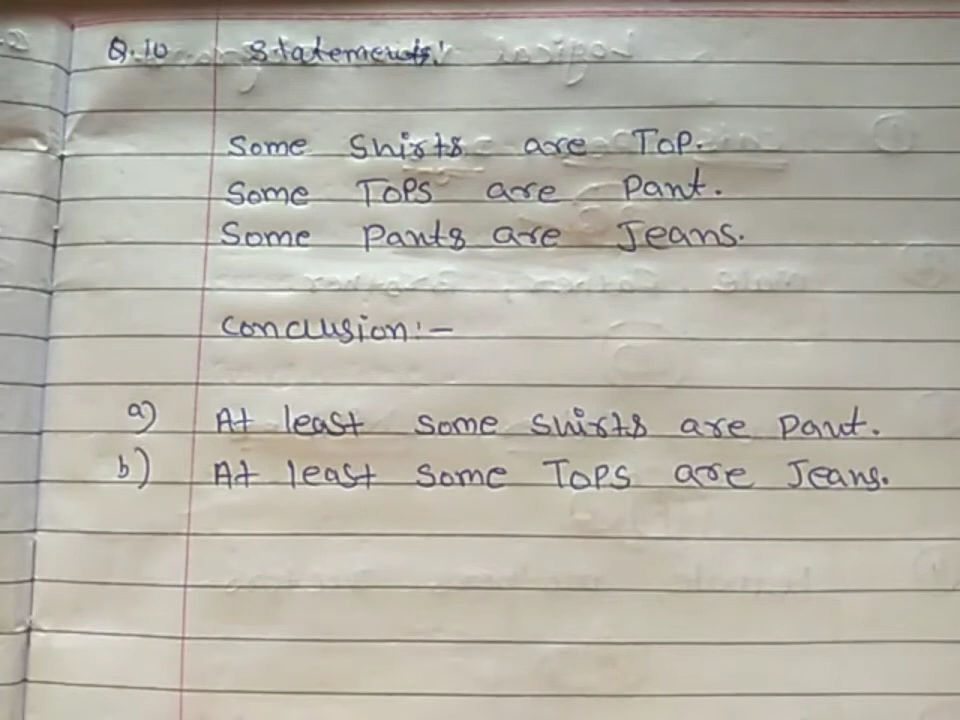 Q.10 Statements:
Some Shirts are Top.
Some Tops are Pant.
Some Pants are Jeans.
Conclusion:-
a) At least some shirts are Pant.
b) At least some Tops are Jeans.